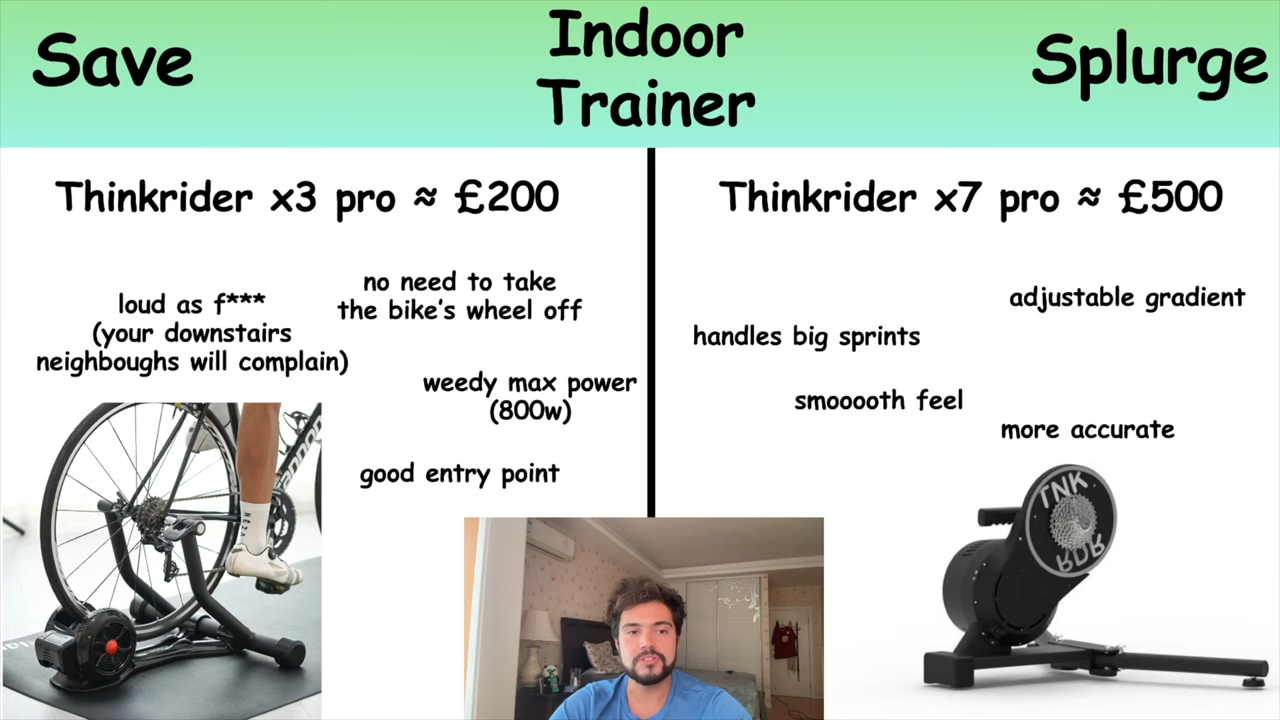 Save
Indoor
Trainer
Splurge
Thinkrider x3 pro ≈ £200
Thinkrider x7 pro ≈ £500
no need to take
the bike's wheel off
loud as f***
(your downstairs
neighboughs will complain)
weedy max power
(800w)
good entry point
adjustable gradient
handles big sprints
smooooth feel
more accurate
TNK
RDR